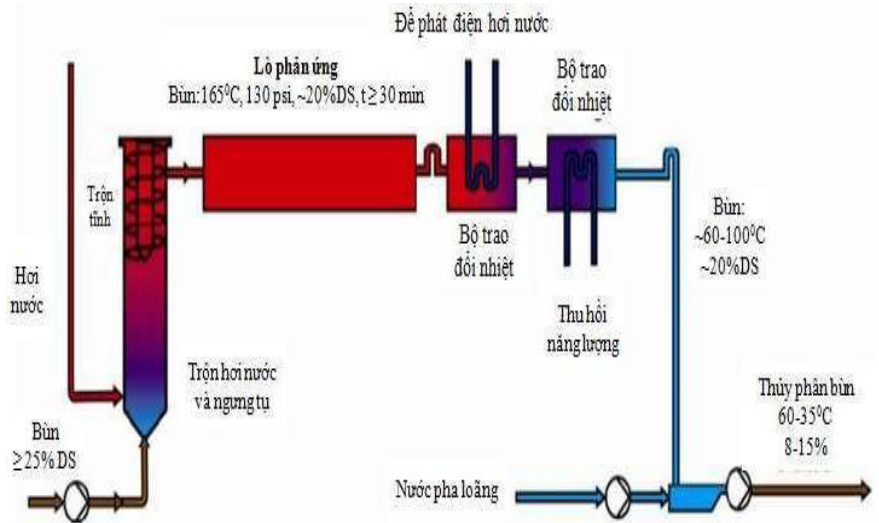 Để phát điện hơi nước
Lò phản ứng
Bùn:165⁰C, 130 psi, ~20%DS, t ≥ 30 min
Bộ trao
đổi nhiệt
Trộn
tĩnh
Bộ trao
đổi nhiệt
Bùn:
~60-100⁰C
~20%DS
Hơi
nước
Thu hồi
năng lượng
Trộn hơi nước
và ngưng tụ
Thủy phân bùn
60-35⁰C
8-15%
Bùn
≥25% DS
Nước pha loãng